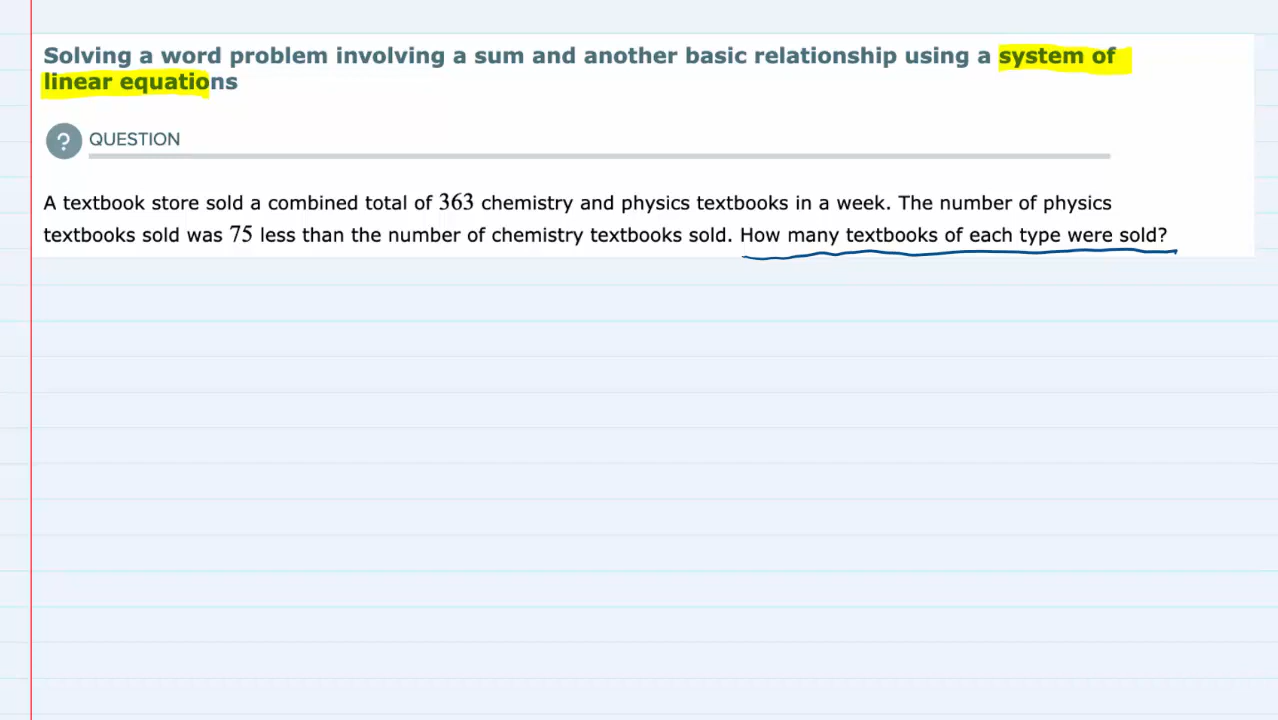 Solving a word problem involving a sum and another basic relationship using a system of
linear equations
? QUESTION
A textbook store sold a combined total of 363 chemistry and physics textbooks in a week. The number of physics
textbooks sold was 75 less than the number of chemistry textbooks sold. How many textbooks of each type were sold?